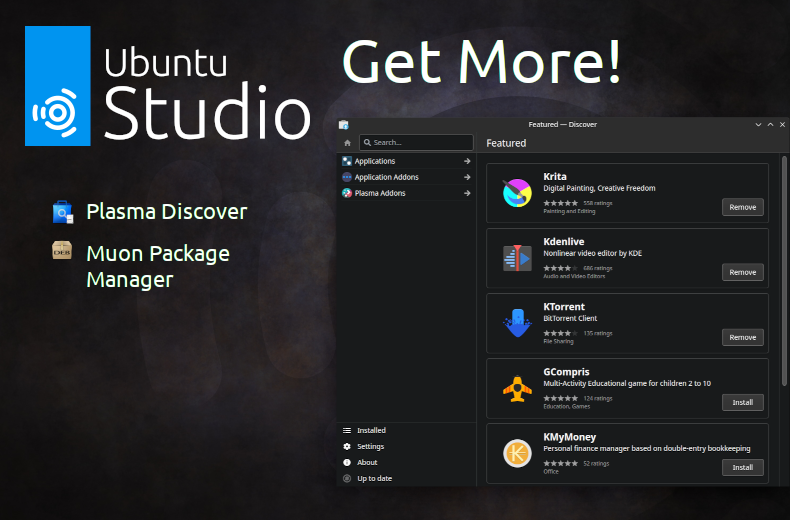 Ubuntu
Studio
Get More!
Plasma Discover
DEB
Muon Package
Manager
Featured — Discover
Search...
Featured
Applications
Application Addons
Plasma Addons
Krita
Digital Painting, Creative Freedom
558 ratings
Painting and Editing
Remove
Kdenlive
Nonlinear video editor by KDE
686 ratings
Audio and Video Editors
Remove
KTorrent
BitTorrent Client
135 ratings
File Sharing
Remove
GCompris
Multi-Activity Educational game for children 2 to 10
124 ratings
Education, Games
Install
KMyMoney
Personal finance manager based on double-entry bookkeeping
52 ratings
Office
Install
Installed
Settings
About
Up to date